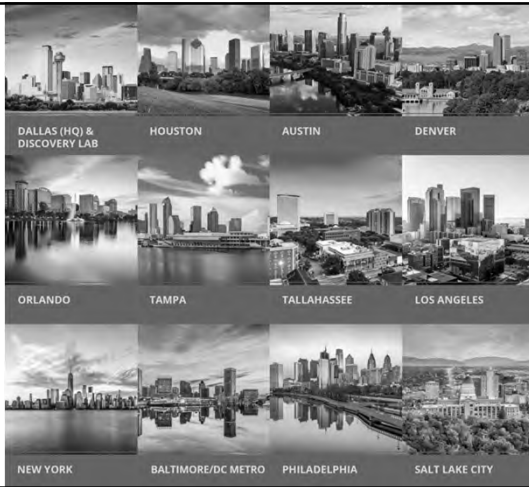 DALLAS (HQ) &
DISCOVERY LAB
HOUSTON
AUSTIN
DENVER
ORLANDO
TAMPA
TALLAHASSEE
LOS ANGELES
NEW YORK
BALTIMORE/DC METRO
PHILADELPHIA
SALT LAKE CITY